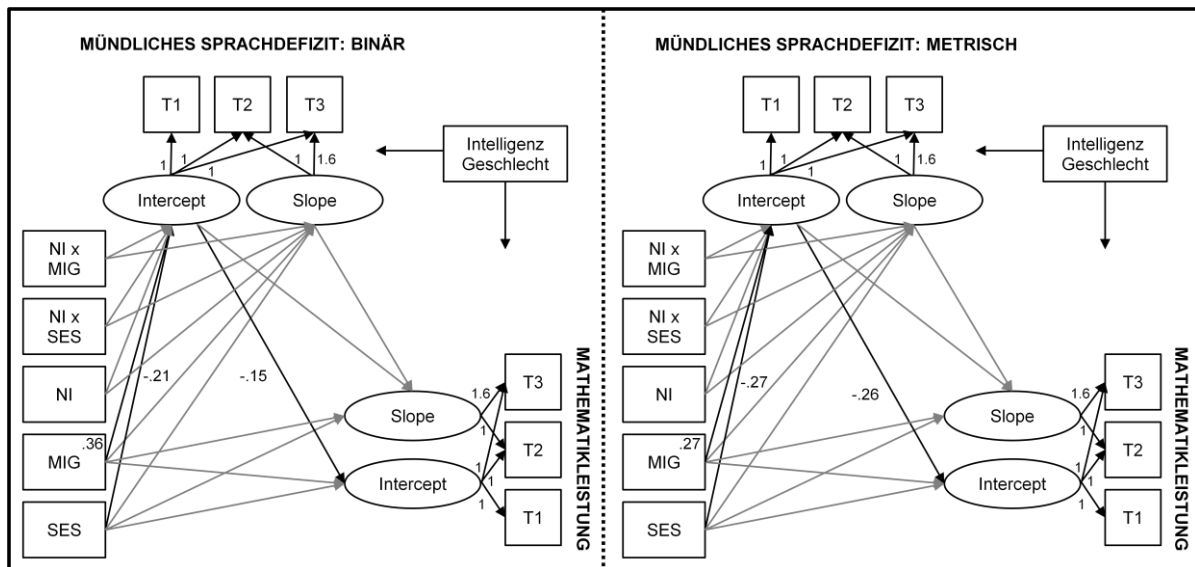 MÜNDLICHES SPRACHDEFIZIT: BINÄR
T1 T2 T3
Intelligenz
Geschlecht
1 1 1 1 1.6
Intercept Slope
NI x
MIG
NI x
SES
NI
-.21 -.15
.36
MIG
SES
Slope
Intercept
1.6
1
1
1
1
T3
T2
T1
MATHEMATIKLEISTUNG
MÜNDLICHES SPRACHDEFIZIT: METRISCH
T1 T2 T3
Intelligenz
Geschlecht
1 1 1 1 1.6
Intercept Slope
NI x
MIG
NI x
SES
NI
-.27 -.26
.27
MIG
SES
Slope
Intercept
1.6
1
1
1
1
T3
T2
T1
MATHEMATIKLEISTUNG